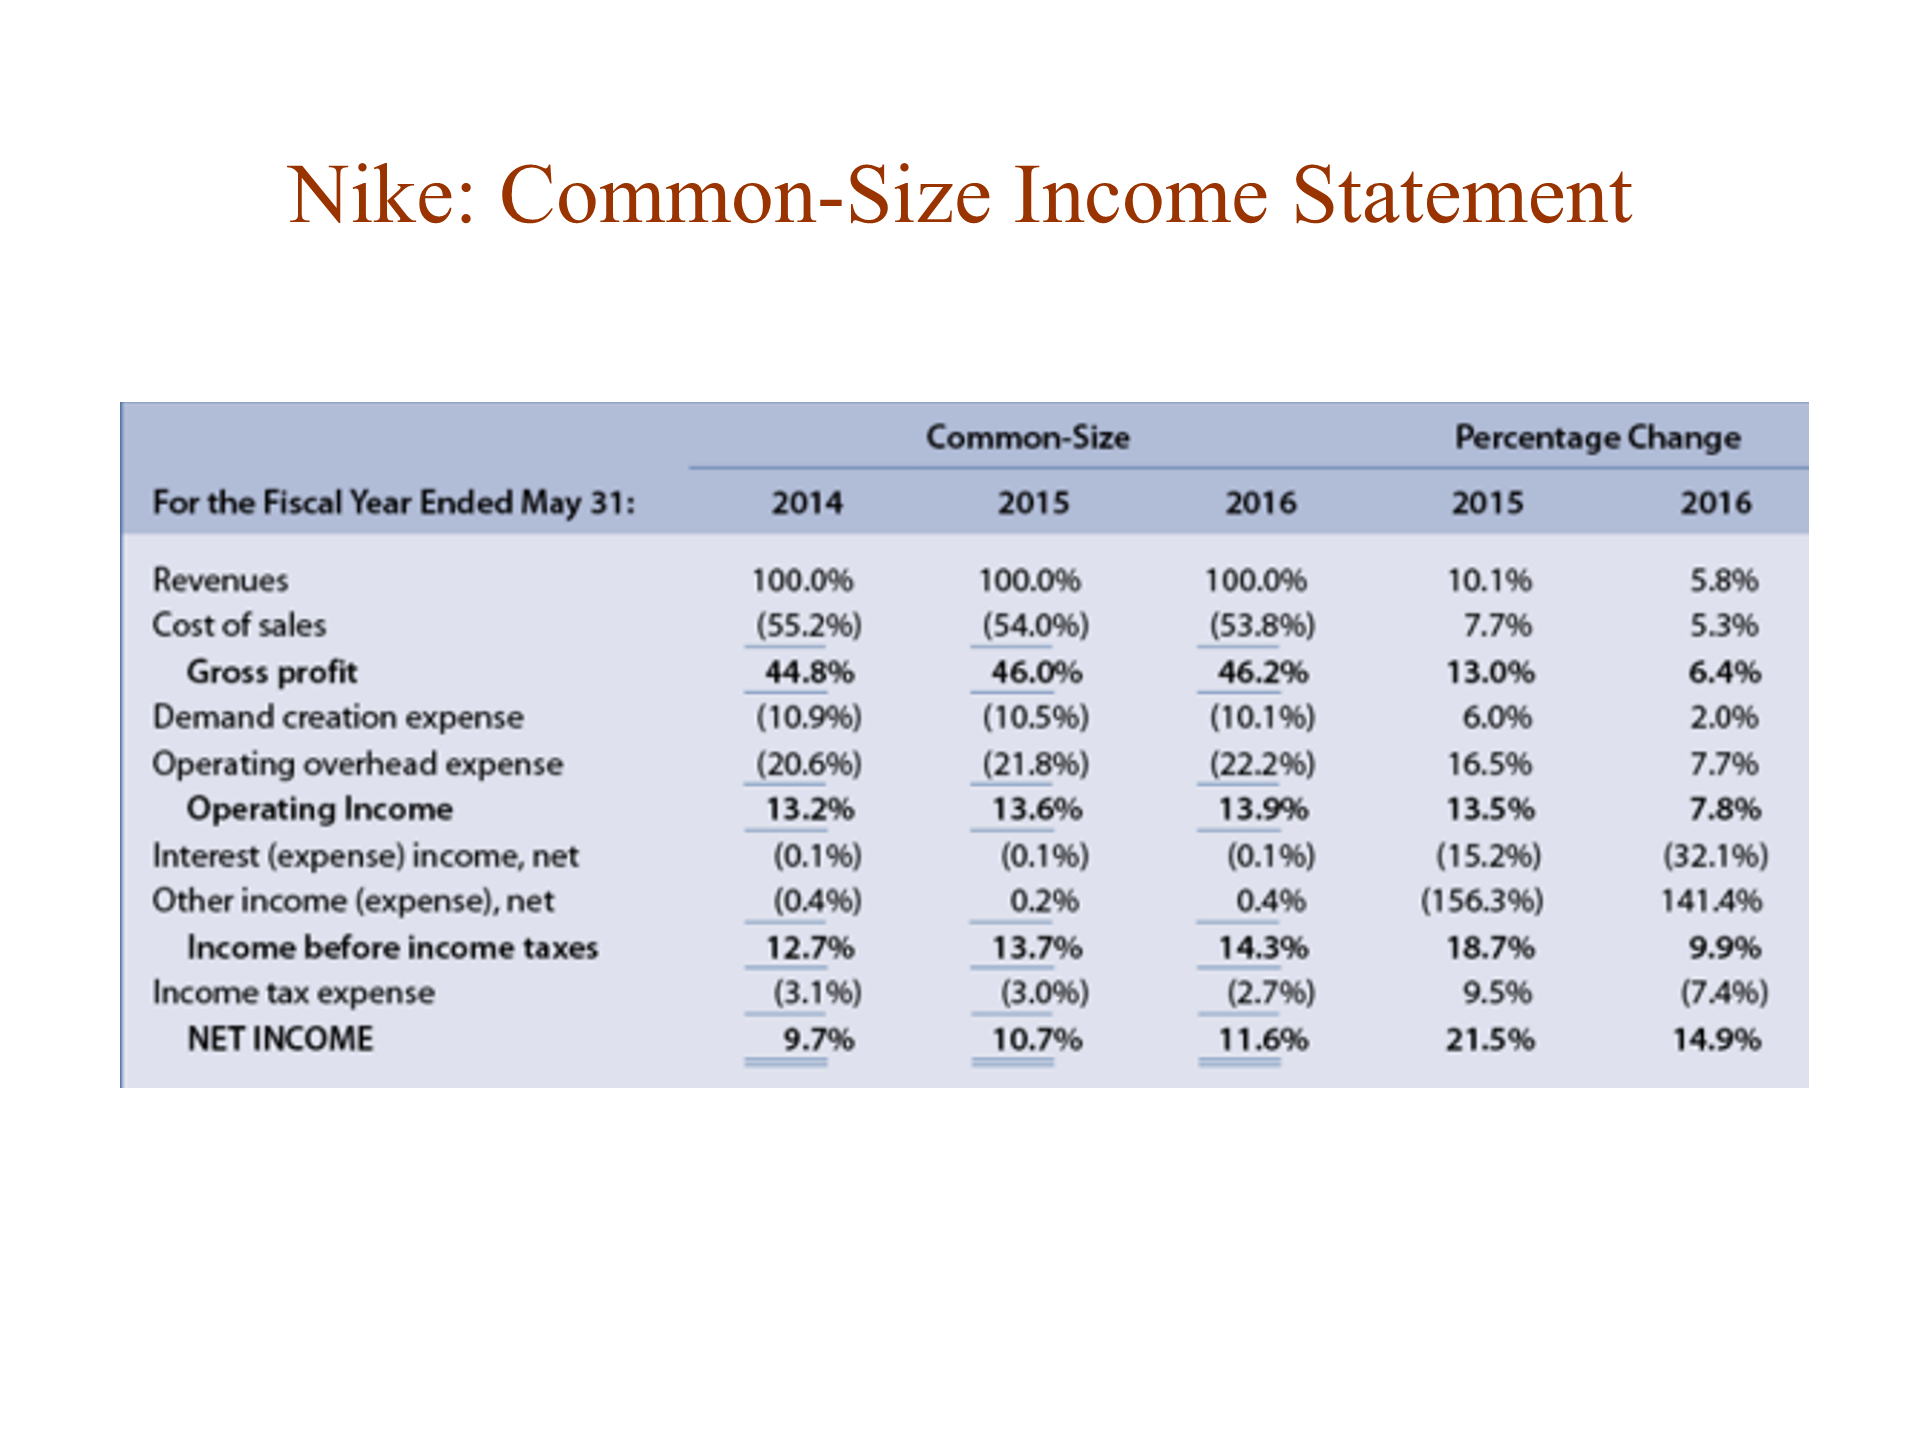 Nike: Common-Size Income Statement
Common-Size Percentage Change
For the Fiscal Year Ended May 31: 2014 2015 2016 2015 2016
Revenues 100.0% 100.0% 100.0% 10.1% 5.8%
Cost of sales (55.2%) (54.0%) (53.8%) 7.7% 5.3%
Gross profit 44.8% 46.0% 46.2% 13.0% 6.4%
Demand creation expense (10.9%) (10.5%) (10.1%) 6.0% 2.0%
Operating overhead expense (20.6%) (21.8%) (22.2%) 16.5% 7.7%
Operating Income 13.2% 13.6% 13.9% 13.5% 7.8%
Interest (expense) income, net (0.1%) (0.1%) (0.1%) (15.2%) (32.1%)
Other income (expense), net (0.4%) 0.2% 0.4% (156.3%) 141.4%
Income before income taxes 12.7% 13.7% 14.3% 18.7% 9.9%
Income tax expense (3.1%) (3.0%) (2.7%) 9.5% (7.4%)
NET INCOME 9.7% 10.7% 11.6% 21.5% 14.9%